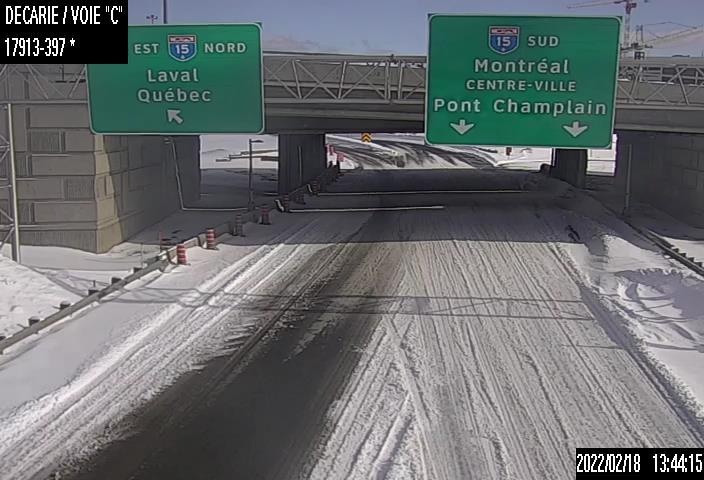 DECARIE / VOIE "C"
17913-397 *
EST 15 NORD
Laval
Québec
15 SUD
Montréal
CENTRE-VILLE
Pont Champlain
2022/02/18 13:44:15